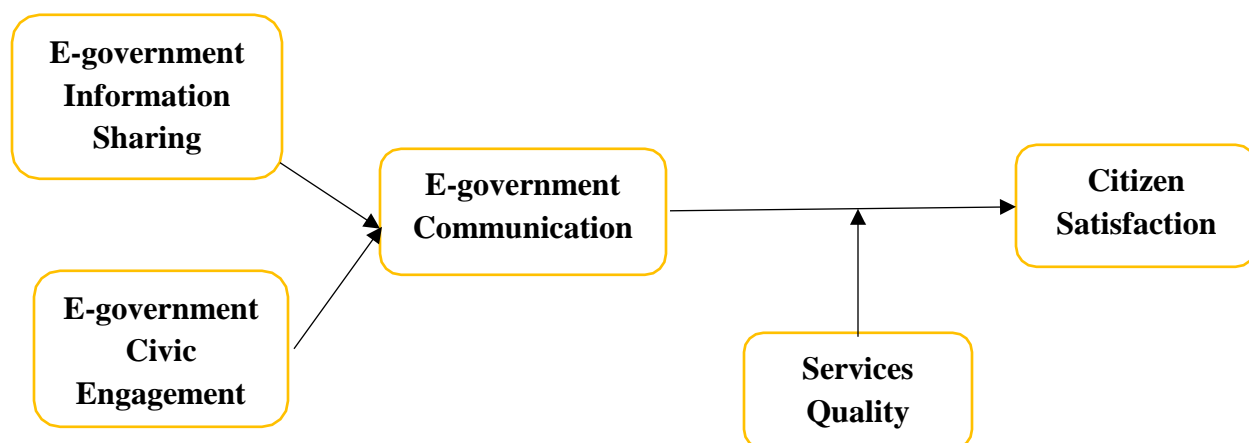 E-government
Information
Sharing
E-government
Communication
Citizen
Satisfaction
E-government
Civic
Engagement
Services
Quality